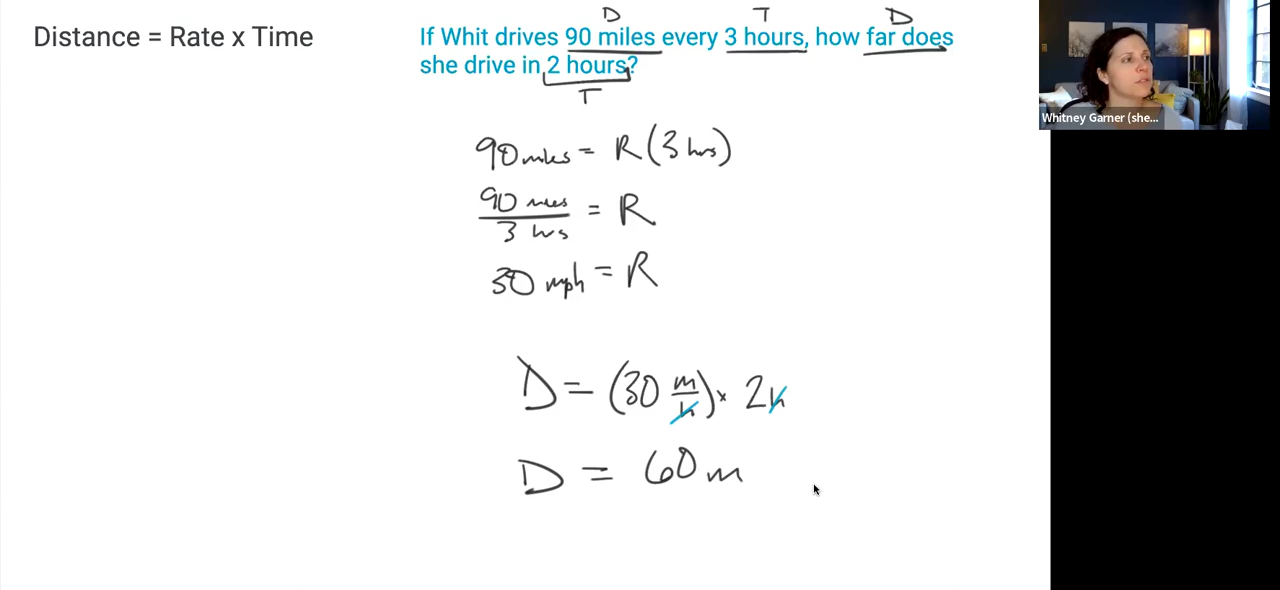 Distance = Rate x Time
D T D
If Whit drives 90 miles every 3 hours, how far does
she drive in 2 hours?
T
90 miles = R (3 hrs)
90 miles
3 hrs
= R
30 mph = R
D = (30 m/h) × 2h
D = 60 m
Whitney Garner (she...